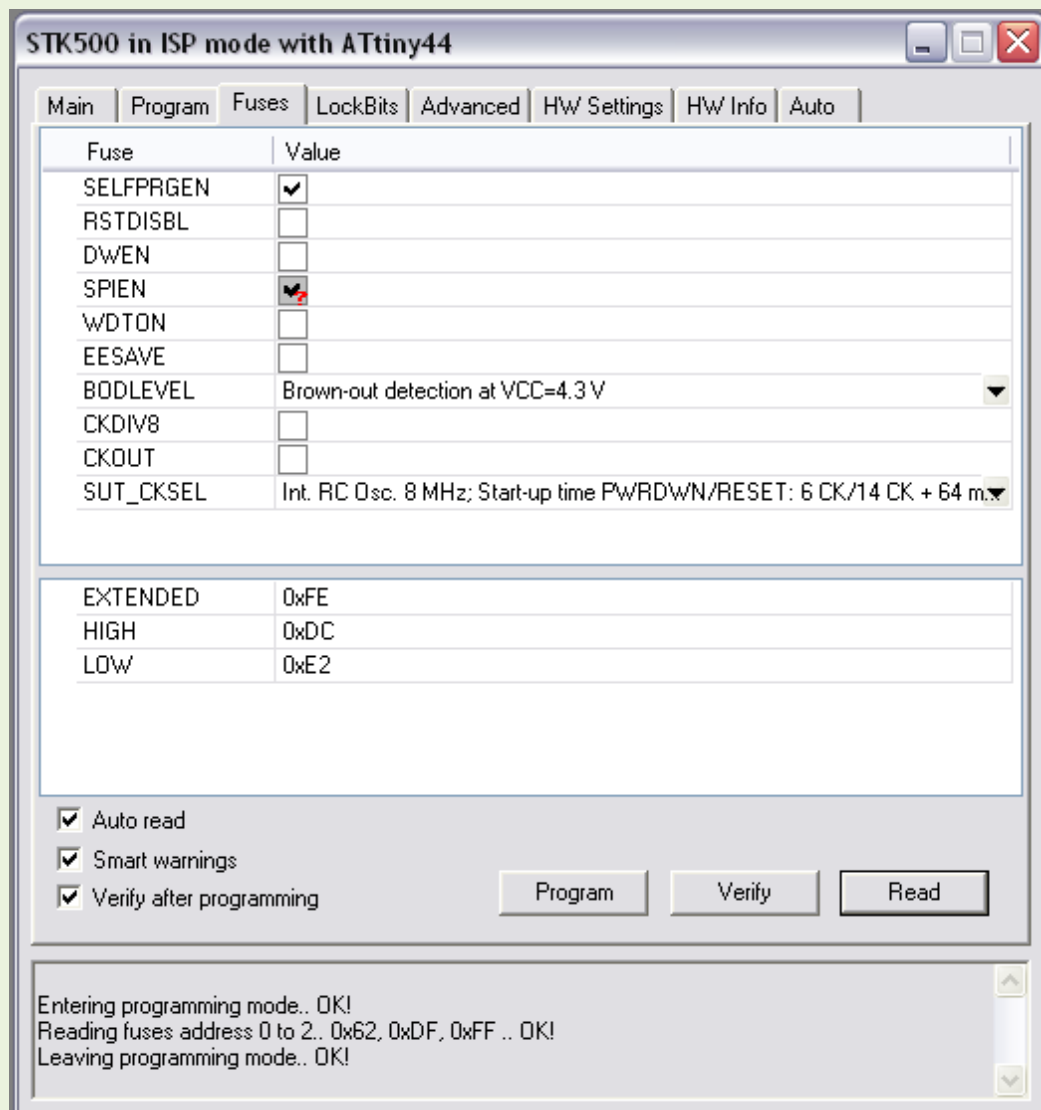 STK500 in ISP mode with ATtiny44
Main Program Fuses LockBits Advanced HW Settings HW Info Auto
Fuse Value
SELFPRGEN
RSTDISBL
DWEN
SPIEN ?
WDTON
EESAVE
BODLEVEL Brown-out detection at VCC=4.3 V
CKDIV8
CKOUT
SUT_CKSEL Int. RC Osc. 8 MHz; Start-up time PWRDWN/RESET: 6 CK/14 CK + 64 m...
EXTENDED 0xFE
HIGH 0xDC
LOW 0xE2
Auto read
Smart warnings
Verify after programming
Program Verify Read
Entering programming mode.. OK!
Reading fuses address 0 to 2.. 0x62, 0xDF, 0xFF .. OK!
Leaving programming mode.. OK!